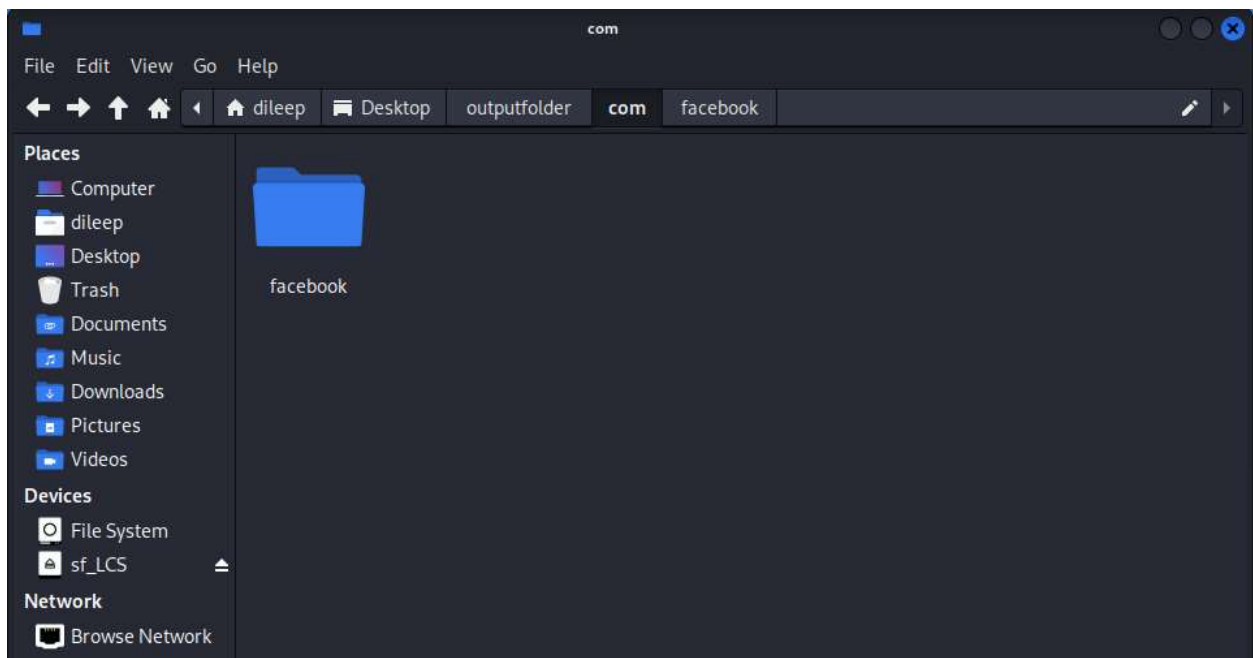 com
File Edit View Go Help
dileep Desktop outputfolder com facebook
Places
Computer
dileep
Desktop
Trash
Documents
Music
Downloads
Pictures
Videos
Devices
File System
sf_LCS
Network
Browse Network
facebook